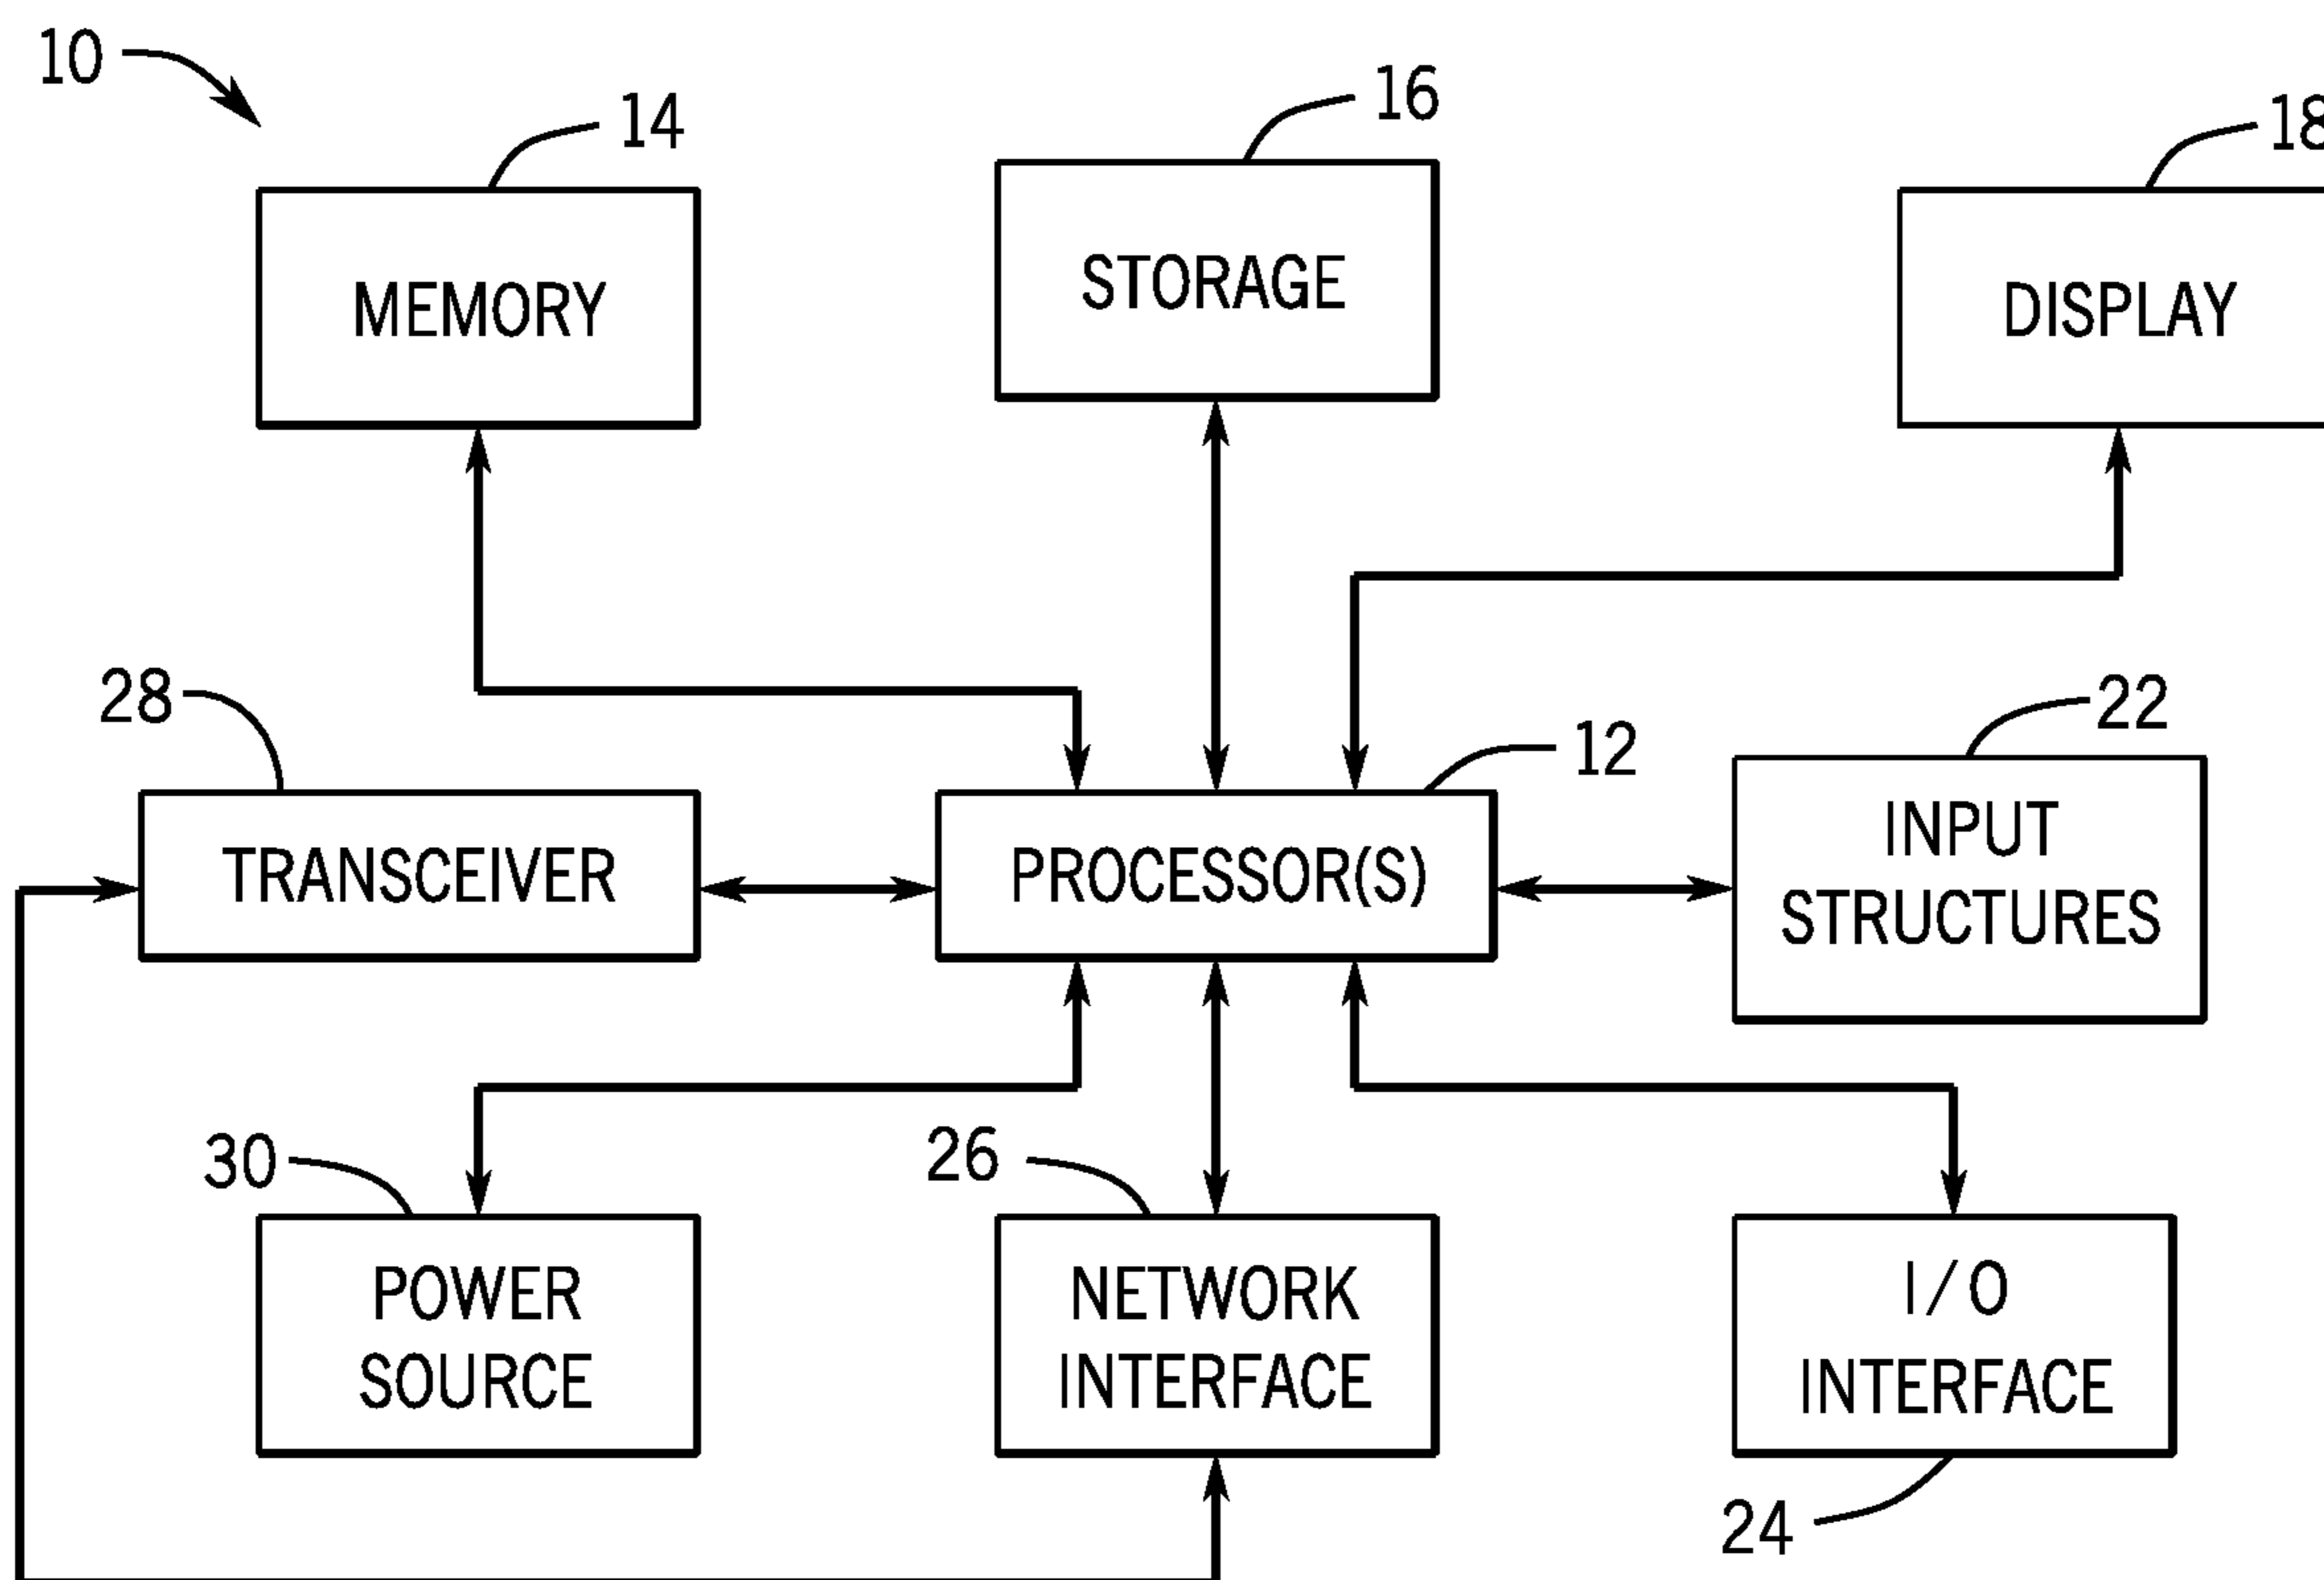 10
14
16
18
MEMORY
STORAGE
DISPLAY
28
12
22
TRANSCEIVER
PROCESSOR(S)
INPUT
STRUCTURES
30
26
POWER
SOURCE
NETWORK
INTERFACE
I/O
INTERFACE
24